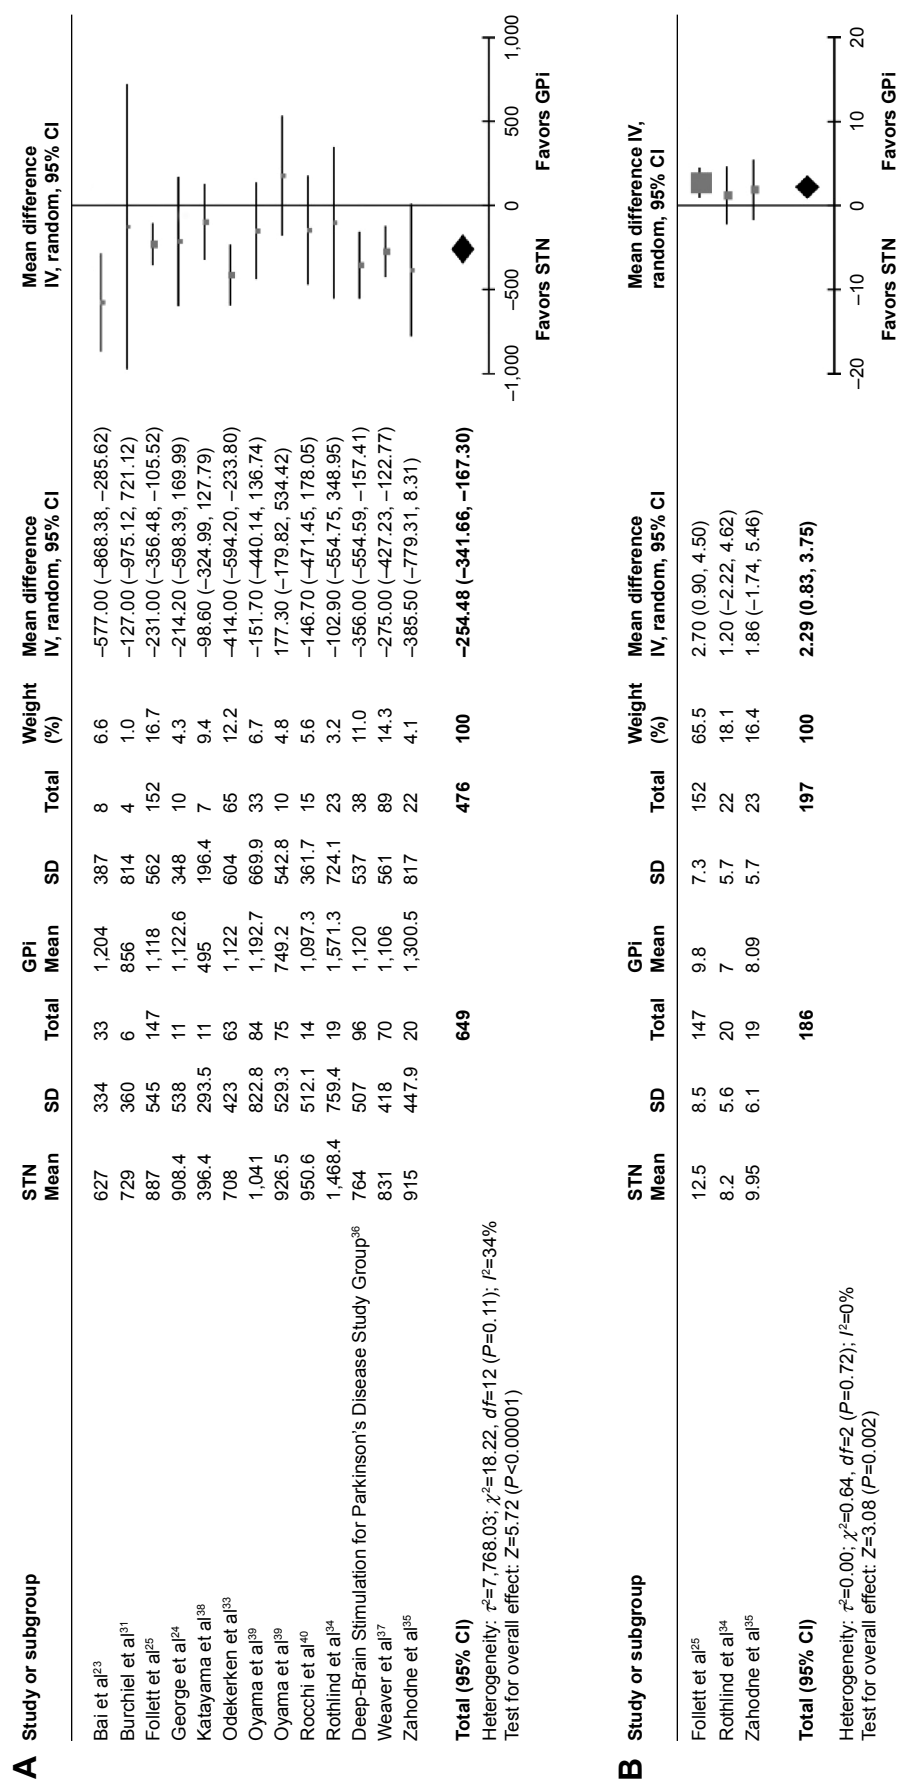 A
Study or subgroup STN Mean SD Total GPi Mean SD Total Weight (%) Mean difference IV, random, 95% CI Mean difference IV, random, 95% CI
Bai et al23 627 334 33 1,204 387 8 6.6 –577.00 (–868.38, –285.62)
Burchiel et al31 729 360 6 856 814 4 1.0 –127.00 (–975.12, 721.12)
Follett et al25 887 545 147 1,118 562 152 16.7 –231.00 (–356.48, –105.52)
George et al24 908.4 538 11 1,122.6 348 10 4.3 –214.20 (–598.39, 169.99)
Katayama et al38 396.4 293.5 11 495 196.4 7 9.4 –98.60 (–324.99, 127.79)
Odekerken et al33 708 423 63 1,122 604 65 12.2 –414.00 (–594.20, –233.80)
Oyama et al39 1,041 822.8 84 1,192.7 669.9 33 6.7 –151.70 (–440.14, 136.74)
Oyama et al39 926.5 529.3 75 749.2 542.8 10 4.8 177.30 (–179.82, 534.42)
Rocchi et al40 950.6 512.1 14 1,097.3 361.7 15 5.6 –146.70 (–471.45, 178.05)
Rothlind et al34 1,468.4 759.4 19 1,571.3 724.1 23 3.2 –102.90 (–554.75, 348.95)
Deep-Brain Stimulation for Parkinson's Disease Study Group36 764 507 96 1,120 537 38 11.0 –356.00 (–554.59, –157.41)
Weaver et al37 831 418 70 1,106 561 89 14.3 –275.00 (–427.23, –122.77)
Zahodne et al35 915 447.9 20 1,300.5 817 22 4.1 –385.50 (–779.31, 8.31)
Total (95% CI) 649 476 100 –254.48 (–341.66, –167.30)
Heterogeneity: τ2=7,768.03; χ2=18.22, df=12 (P=0.11); I2=34%
Test for overall effect: Z=5.72 (P<0.00001)
–1,000 –500 0 500 1,000
Favors STN Favors GPi
B
Study or subgroup STN Mean SD Total GPi Mean SD Total Weight (%) Mean difference IV, random, 95% CI Mean difference IV, random, 95% CI
Follett et al25 12.5 8.5 147 9.8 7.3 152 65.5 2.70 (0.90, 4.50)
Rothlind et al34 8.2 5.6 20 7 5.7 22 18.1 1.20 (–2.22, 4.62)
Zahodne et al35 9.95 6.1 19 8.09 5.7 23 16.4 1.86 (–1.74, 5.46)
Total (95% CI) 186 197 100 2.29 (0.83, 3.75)
Heterogeneity: τ2=0.00; χ2=0.64, df=2 (P=0.72); I2=0%
Test for overall effect: Z=3.08 (P=0.002)
–20 –10 0 10 20
Favors STN Favors GPi